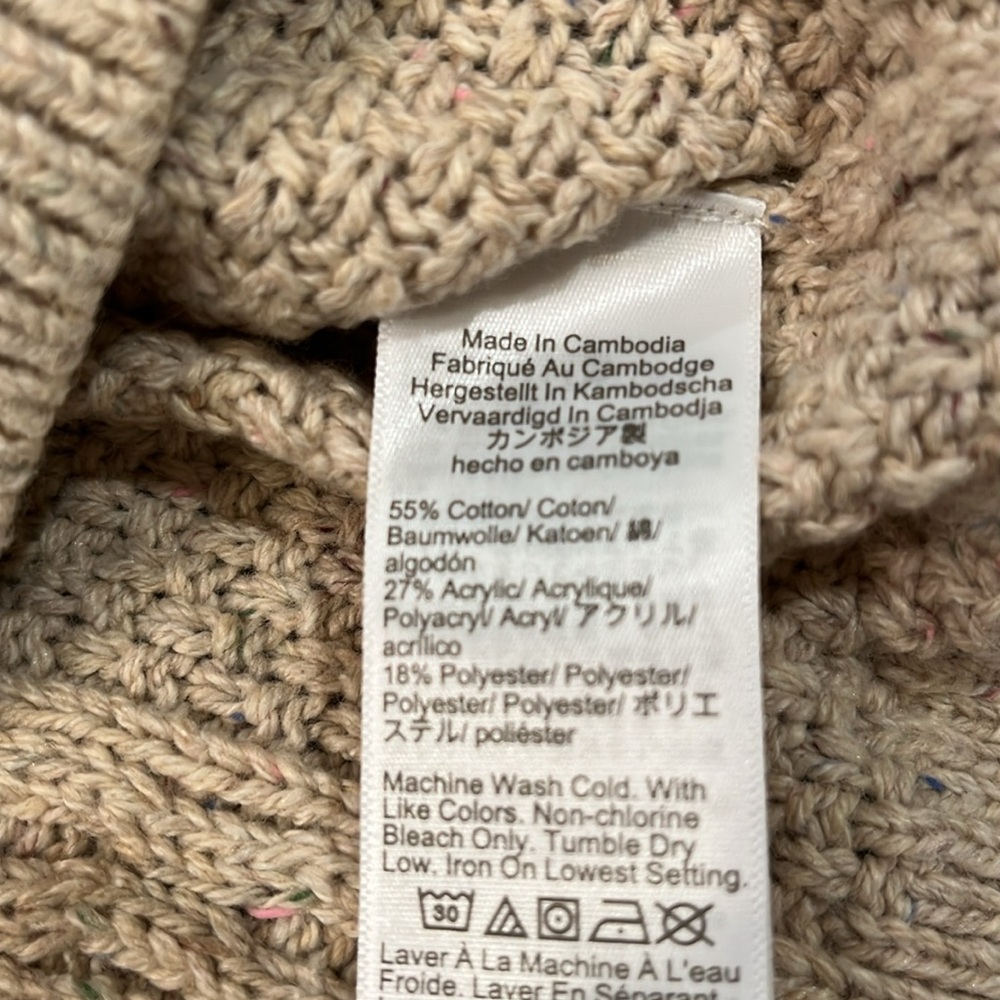 Made In Cambodia
Fabriqué Au Cambodge
Hergestellt In Kambodscha
Vervaardigd In Cambodja
カンボジア製
hecho en camboya
55% Cotton/ Coton/
Baumwolle/ Katoen/ 綿/
algodón
27% Acrylic/ Acrylique/
Polyacryl/ Acryl/ アクリル/
acrílico
18% Polyester/ Polyester/
Polyester/ Polyester/ ポリエ
ステル/ poliéster
Machine Wash Cold. With
Like Colors. Non-chlorine
Bleach Only. Tumble Dry
Low. Iron On Lowest Setting.
30
Laver À La Machine À L'eau
Froide. Laver En Séparant